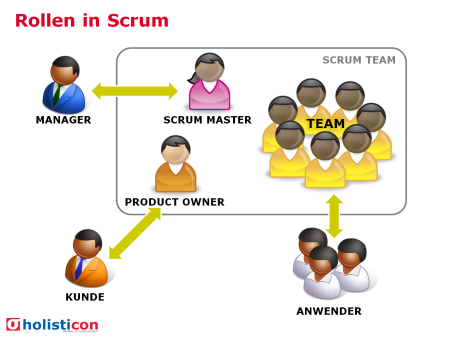 Rollen in Scrum
SCRUM TEAM
MANAGER
SCRUM MASTER
TEAM
PRODUCT OWNER
KUNDE
ANWENDER
holisticon